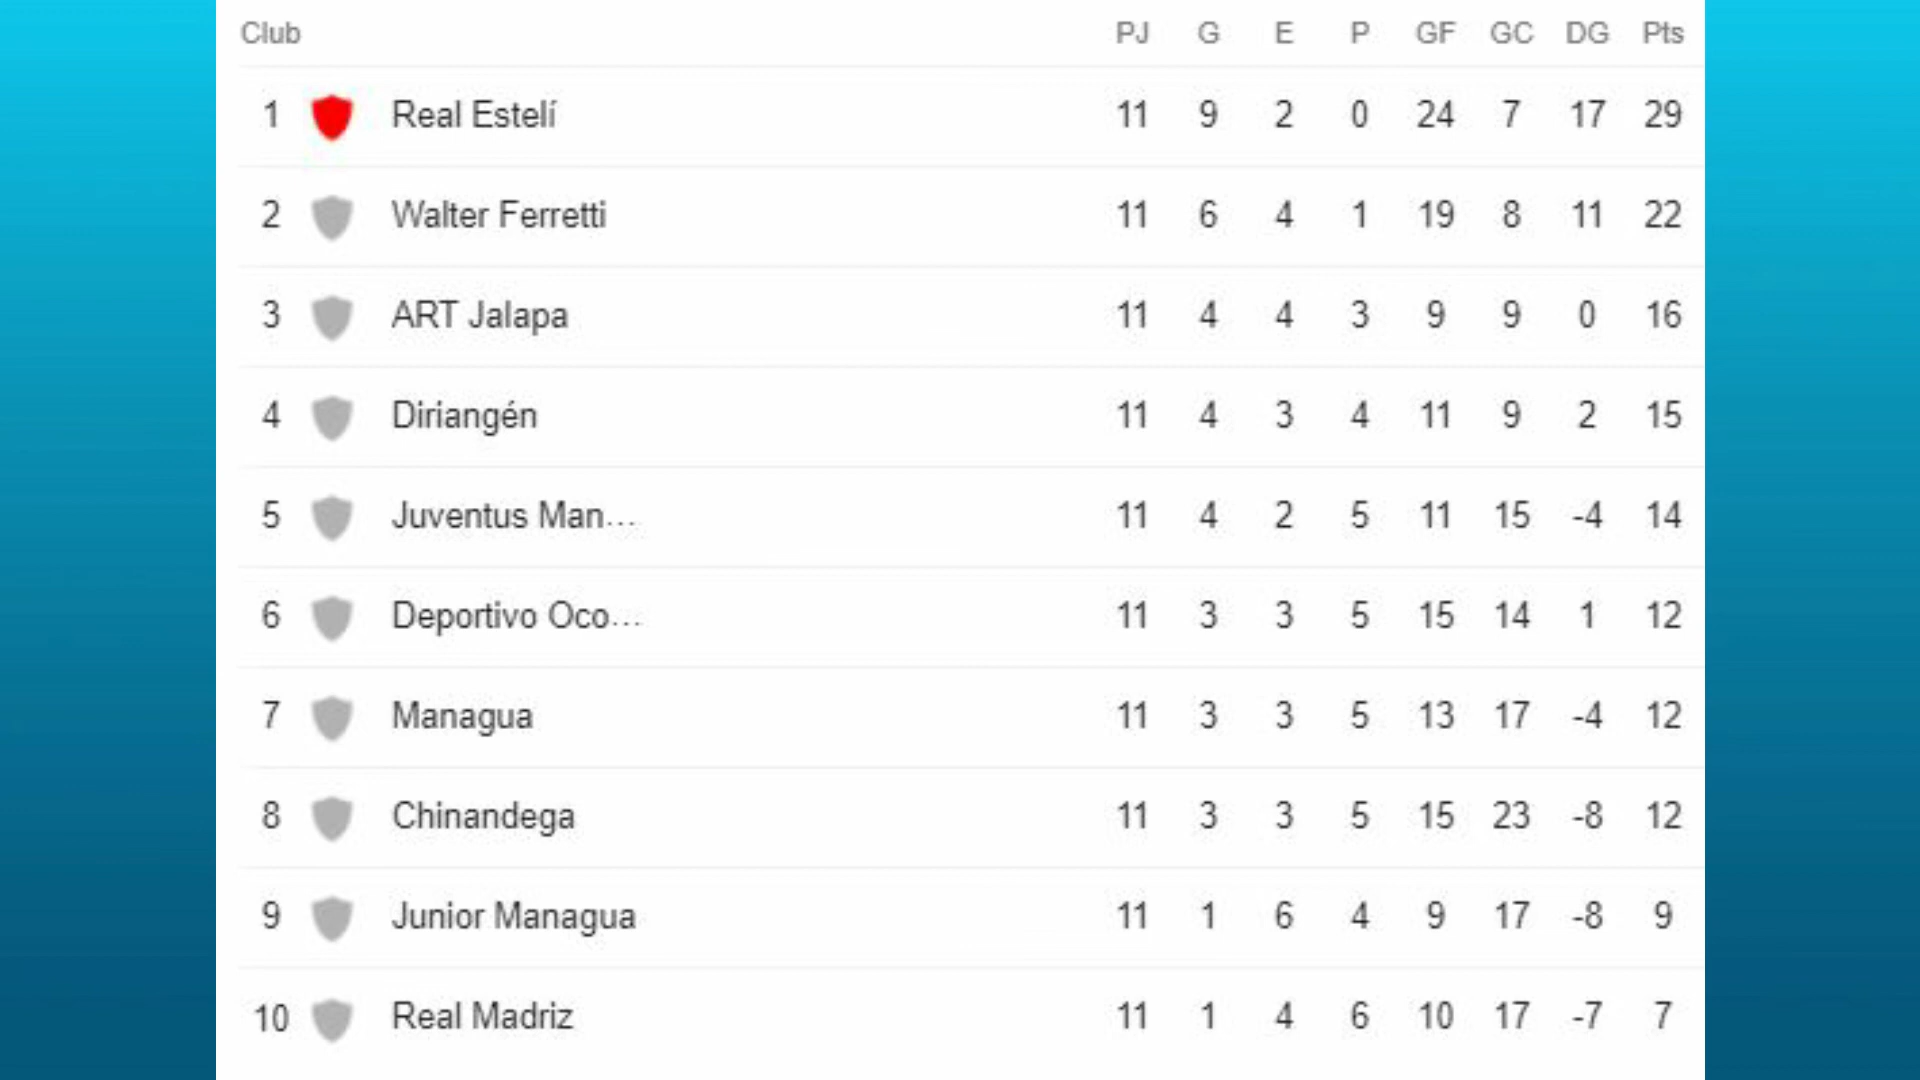 Club PJ G E P GF GC DG Pts
1 Real Estelí 11 9 2 0 24 7 17 29
2 Walter Ferretti 11 6 4 1 19 8 11 22
3 ART Jalapa 11 4 4 3 9 9 0 16
4 Diriangén 11 4 3 4 11 9 2 15
5 Juventus Man... 11 4 2 5 11 15 -4 14
6 Deportivo Oco... 11 3 3 5 15 14 1 12
7 Managua 11 3 3 5 13 17 -4 12
8 Chinandega 11 3 3 5 15 23 -8 12
9 Junior Managua 11 1 6 4 9 17 -8 9
10 Real Madriz 11 1 4 6 10 17 -7 7